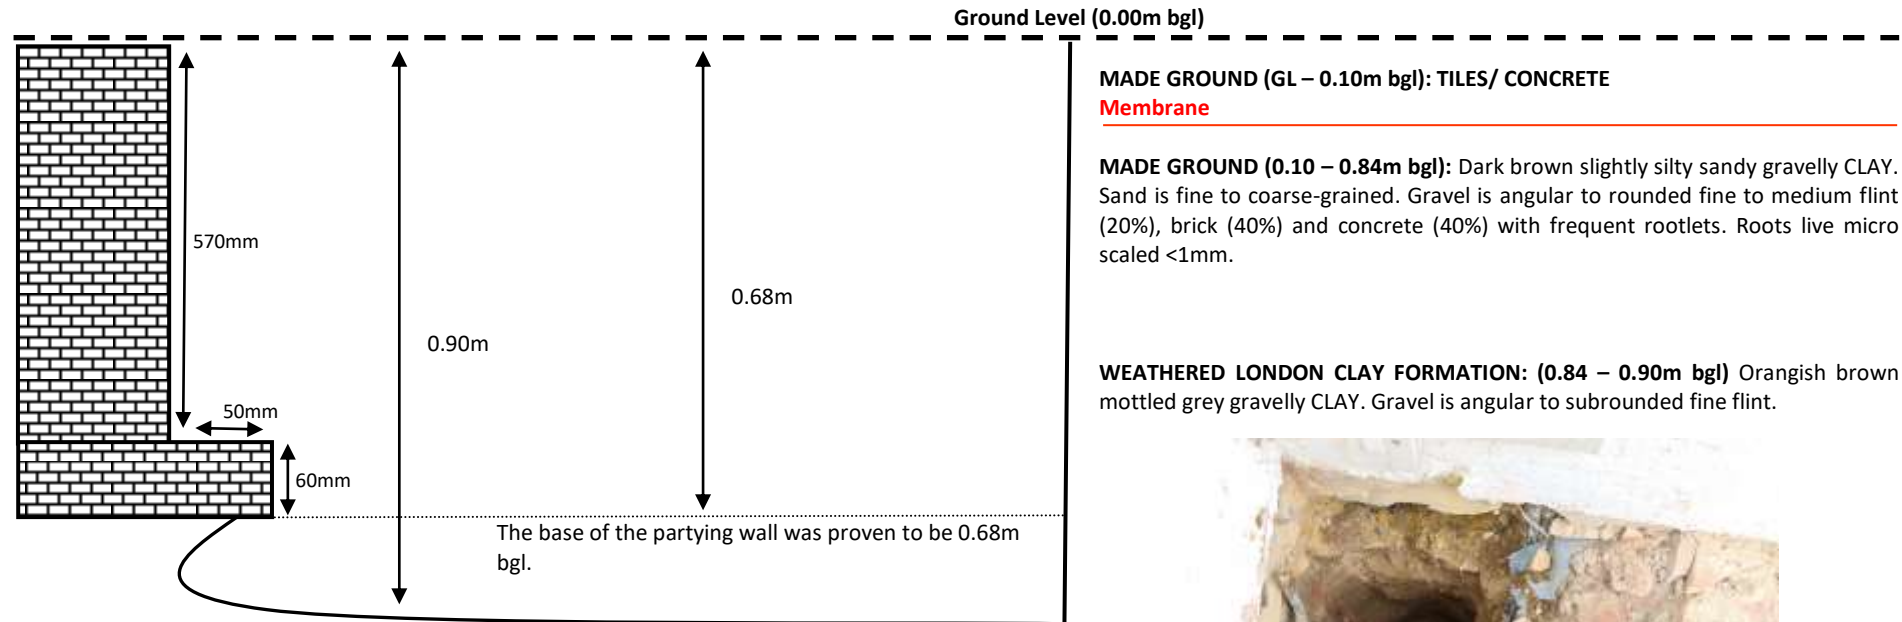 Ground Level (0.00m bgl)
MADE GROUND (GL – 0.10m bgl): TILES/ CONCRETE
Membrane
MADE GROUND (0.10 – 0.84m bgl): Dark brown slightly silty sandy gravelly CLAY.
Sand is fine to coarse-grained. Gravel is angular to rounded fine to medium flint
(20%), brick (40%) and concrete (40%) with frequent rootlets. Roots live micro
scaled <1mm.
570mm
0.68m
0.90m
WEATHERED LONDON CLAY FORMATION: (0.84 – 0.90m bgl) Orangish brown
mottled grey gravelly CLAY. Gravel is angular to subrounded fine flint.
50mm
60mm
The base of the partying wall was proven to be 0.68m
bgl.